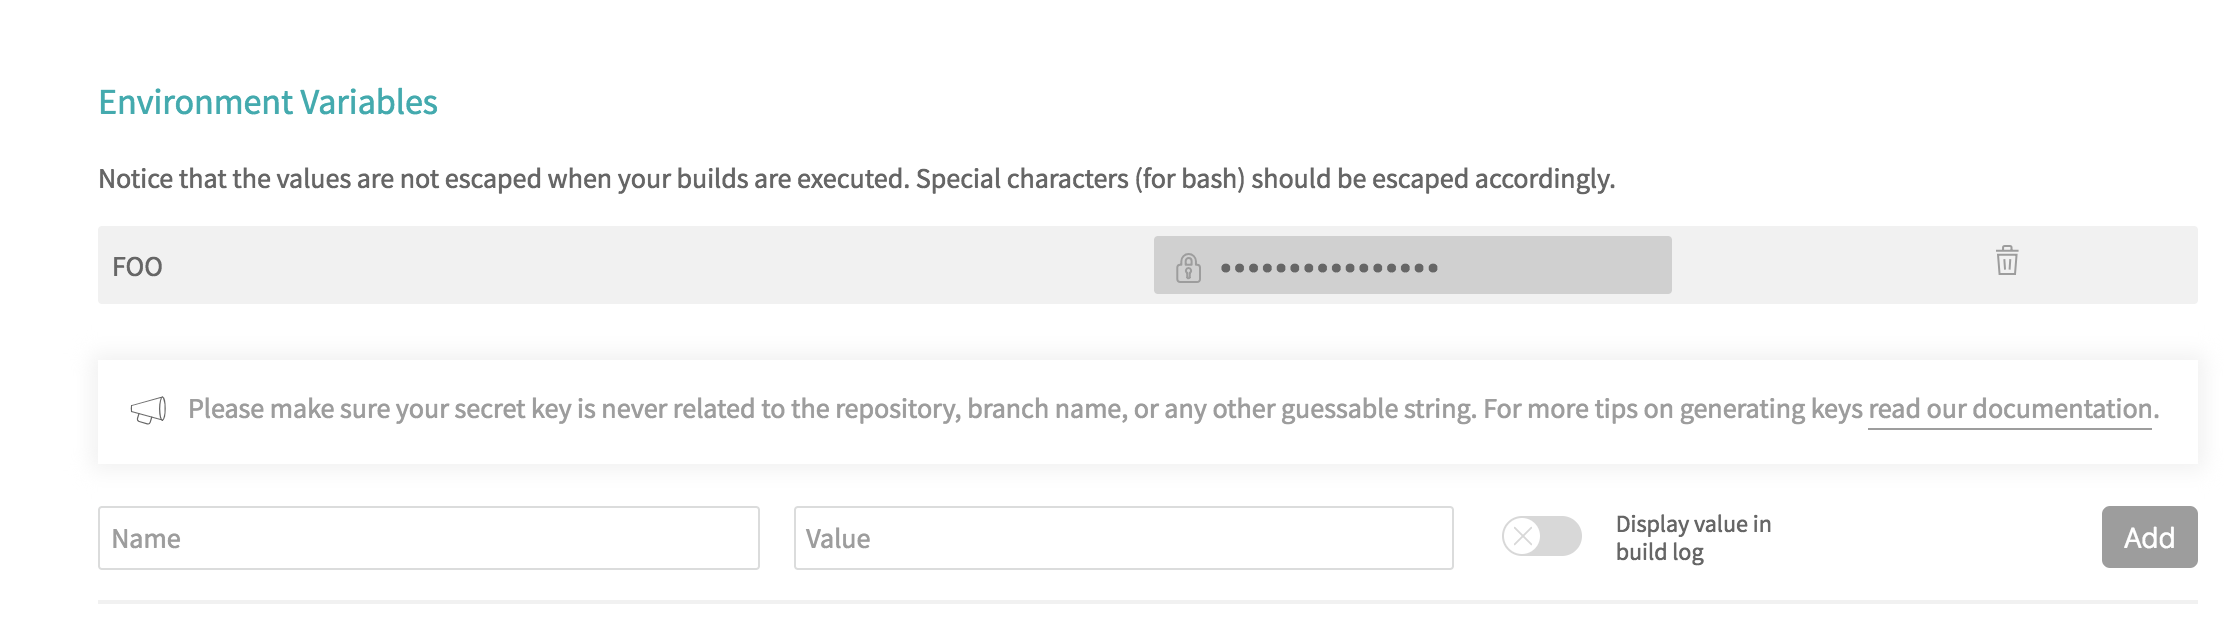 Environment Variables
Notice that the values are not escaped when your builds are executed. Special characters (for bash) should be escaped accordingly.
FOO
••••••••••••••••
Please make sure your secret key is never related to the repository, branch name, or any other guessable string. For more tips on generating keys read our documentation.
Name
Value
Display value in
build log
Add